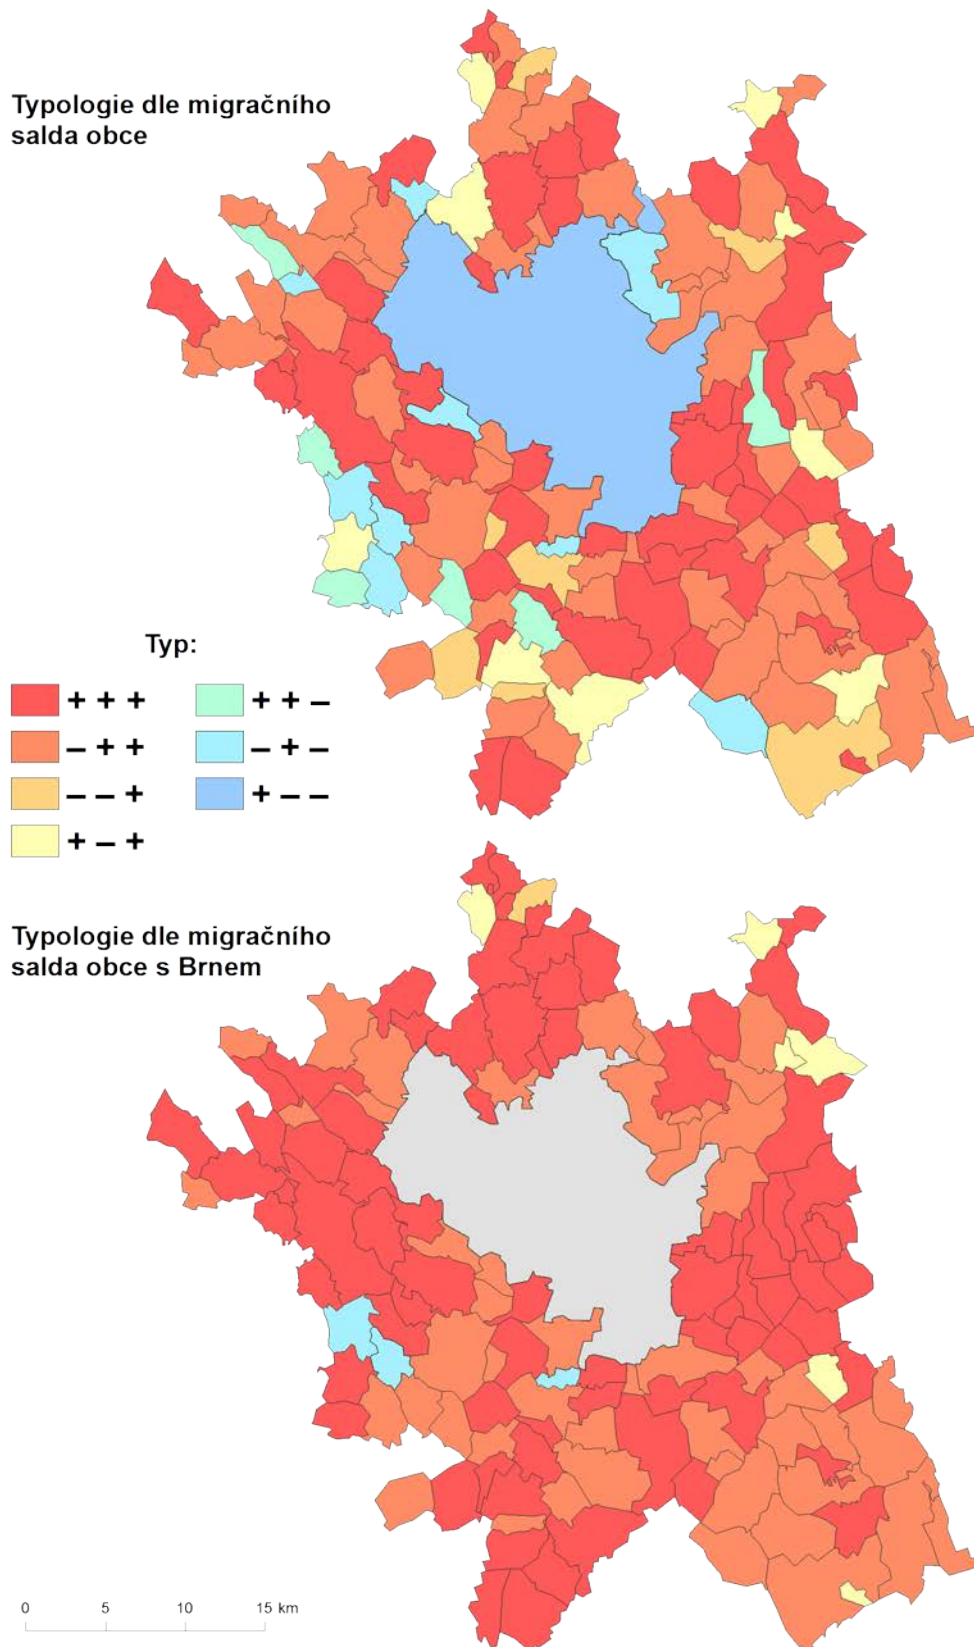 Typologie dle migračního
salda obce
Typ:
+ + +
+ + –
– + +
– + –
– – +
+ – –
+ – +
Typologie dle migračního
salda obce s Brnem
0 5 10 15 km